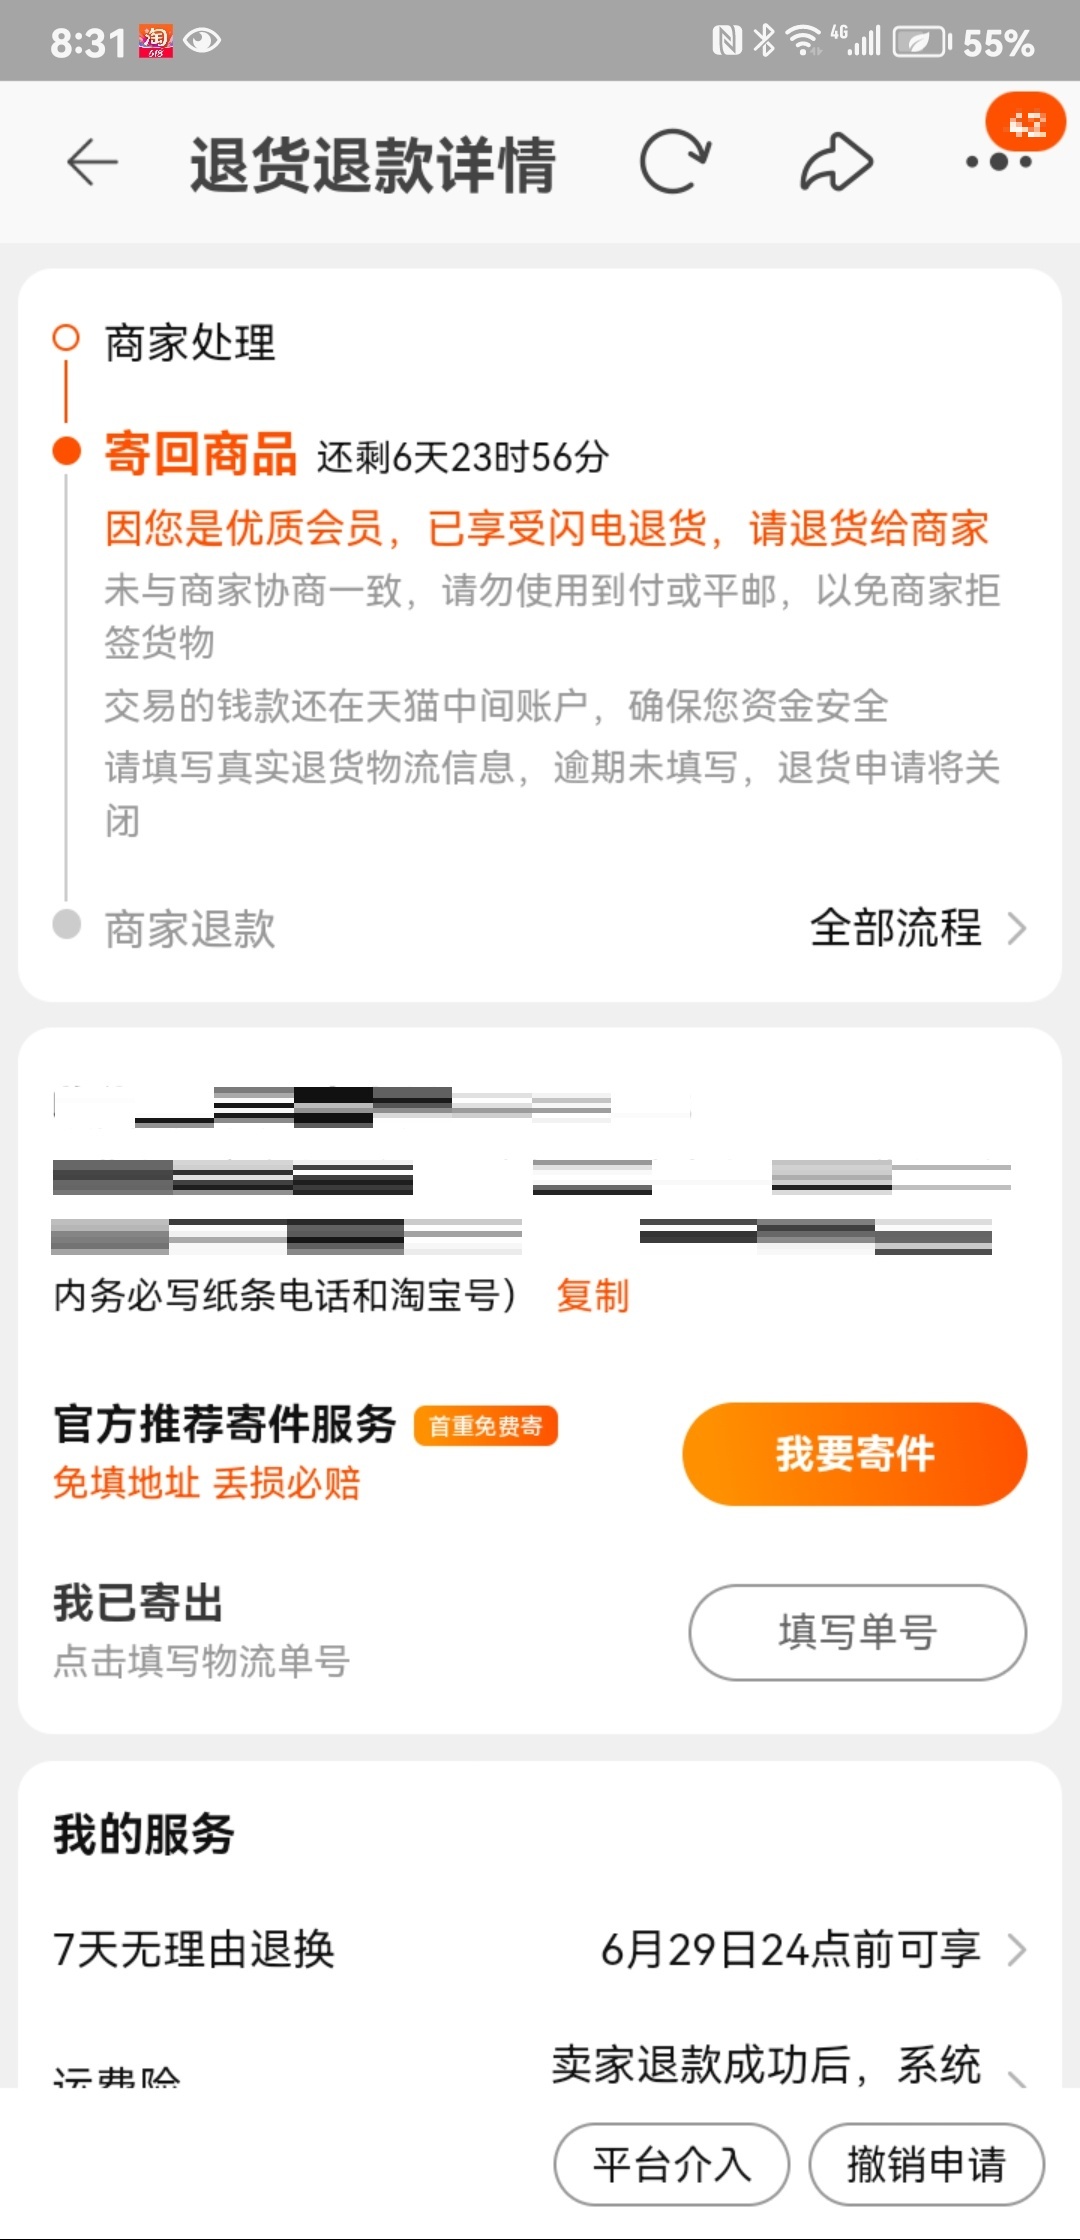 8:31
淘
618
4G
55%
退货退款详情
商家处理
寄回商品 还剩6天23时56分
因您是优质会员，已享受闪电退货，请退货给商家
未与商家协商一致，请勿使用到付或平邮，以免商家拒
签货物
交易的钱款还在天猫中间账户，确保您资金安全
请填写真实退货物流信息，逾期未填写，退货申请将关
闭
商家退款 全部流程
内务必写纸条电话和淘宝号） 复制
官方推荐寄件服务 首重免费寄 我要寄件
免填地址 丢损必赔
我已寄出 填写单号
点击填写物流单号
我的服务
7天无理由退换 6月29日24点前可享
运费险 卖家退款成功后，系统
平台介入 撤销申请